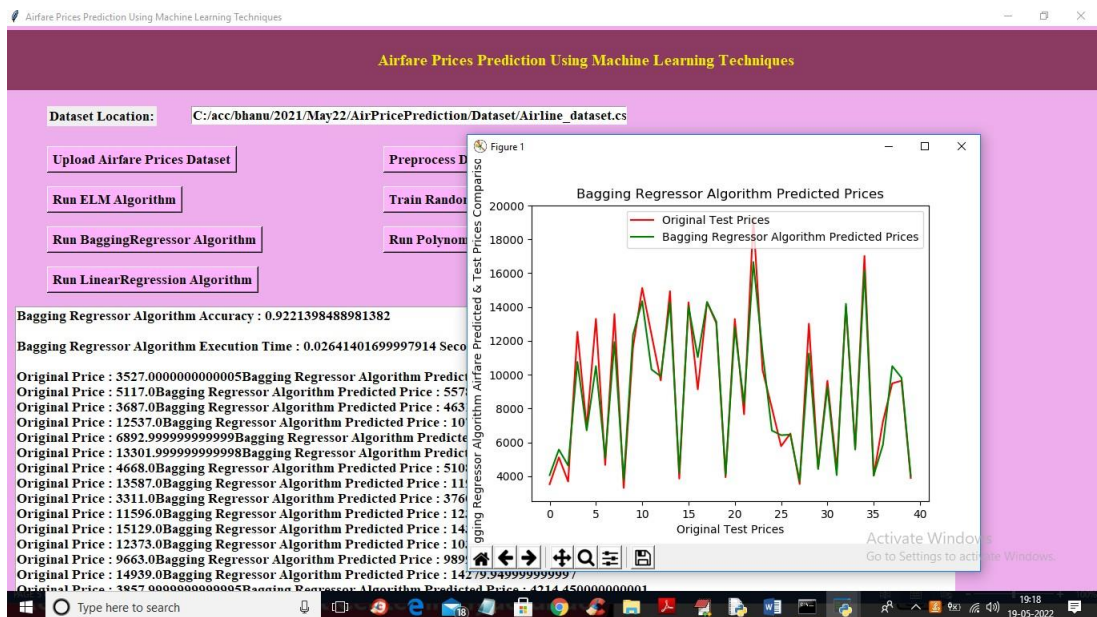 Airfare Prices Prediction Using Machine Learning Techniques
Airfare Prices Prediction Using Machine Learning Techniques
Dataset Location:
C:/acc/bhanu/2021/May22/AirPricePrediction/Dataset/Airline_dataset.cs
Upload Airfare Prices Dataset
Preprocess D
Run ELM Algorithm
Train Rando
Run BaggingRegressor Algorithm
Run Polynom
Run LinearRegression Algorithm
Bagging Regressor Algorithm Accuracy : 0.9221398488981382
Bagging Regressor Algorithm Execution Time : 0.02641401699997914 Seco
Original Price : 3527.0000000000005Bagging Regressor Algorithm Predict
Original Price : 5117.0Bagging Regressor Algorithm Predicted Price : 557
Original Price : 3687.0Bagging Regressor Algorithm Predicted Price : 463
Original Price : 12537.0Bagging Regressor Algorithm Predicted Price : 10
Original Price : 6892.999999999999Bagging Regressor Algorithm Predicte
Original Price : 13301.999999999998Bagging Regressor Algorithm Predict
Original Price : 4668.0Bagging Regressor Algorithm Predicted Price : 510
Original Price : 13587.0Bagging Regressor Algorithm Predicted Price : 11
Original Price : 3311.0Bagging Regressor Algorithm Predicted Price : 376
Original Price : 11596.0Bagging Regressor Algorithm Predicted Price : 12
Original Price : 15129.0Bagging Regressor Algorithm Predicted Price : 14
Original Price : 12373.0Bagging Regressor Algorithm Predicted Price : 10
Original Price : 9663.0Bagging Regressor Algorithm Predicted Price : 989
Original Price : 14939.0Bagging Regressor Algorithm Predicted Price : 14279.949999999997
Original Price : 3857.9999999999995Bagging Regressor Algorithm Predicted Price : 4214.450000000001
Figure 1
Bagging Regressor Algorithm Predicted Prices
Original Test Prices
Bagging Regressor Algorithm Predicted Prices
gging Regressor Algorithm Airfare Predicted & Test Prices Compariso
20000
18000
16000
14000
12000
10000
8000
6000
4000
0 5 10 15 20 25 30 35 40
Original Test Prices
Activate Windows
Go to Settings to activate Windows.
Type here to search
18
19:18
19-05-2022